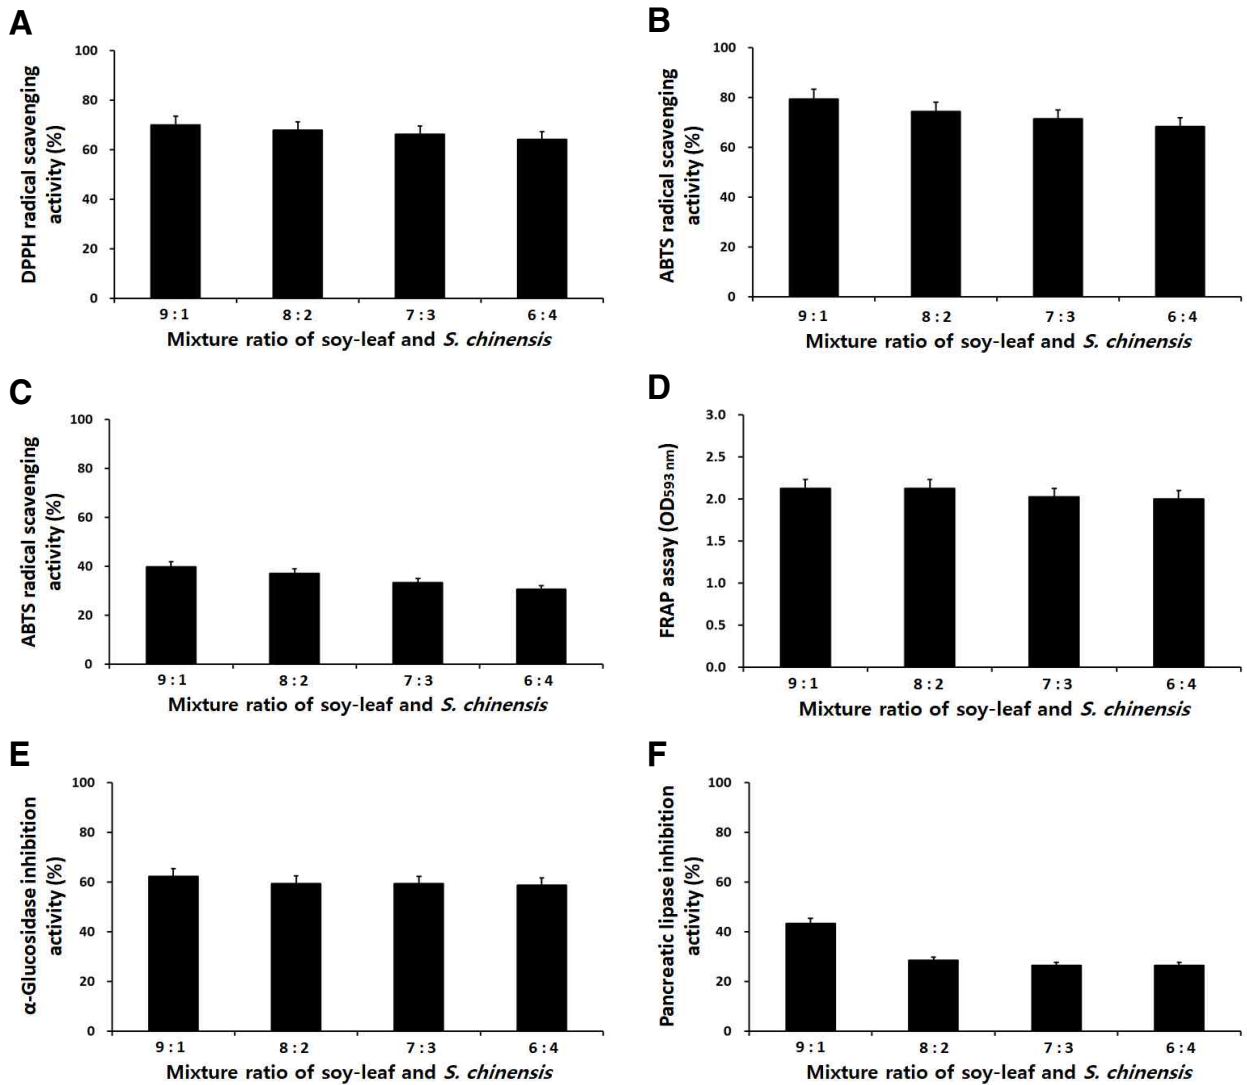 A
DPPH radical scavenging
activity (%)
100
80
60
40
20
0
9 : 1
8 : 2
7 : 3
6 : 4
Mixture ratio of soy-leaf and S. chinensis
B
ABTS radical scavenging
activity (%)
100
80
60
40
20
0
9 : 1
8 : 2
7 : 3
6 : 4
Mixture ratio of soy-leaf and S. chinensis
C
ABTS radical scavenging
activity (%)
100
80
60
40
20
0
9 : 1
8 : 2
7 : 3
6 : 4
Mixture ratio of soy-leaf and S. chinensis
D
FRAP assay (OD593 nm)
3.0
2.5
2.0
1.5
1.0
0.5
0.0
9 : 1
8 : 2
7 : 3
6 : 4
Mixture ratio of soy-leaf and S. chinensis
E
α-Glucosidase inhibition
activity (%)
100
80
60
40
20
0
9 : 1
8 : 2
7 : 3
6 : 4
Mixture ratio of soy-leaf and S. chinensis
F
Pancreatic lipase inhibition
activity (%)
100
80
60
40
20
0
9 : 1
8 : 2
7 : 3
6 : 4
Mixture ratio of soy-leaf and S. chinensis